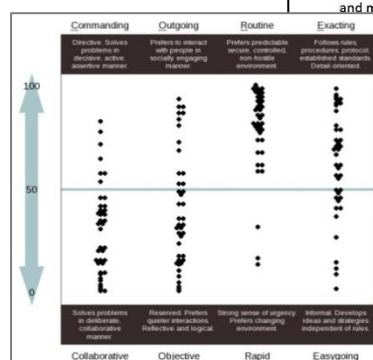 and m
Commanding Outgoing Routine Exacting
Directive. Solves problems in decisive, active, assertive manner.
Prefers to interact with people in socially engaging manner.
Prefers predictable secure, controlled, non-hostile environment.
Follows rules, procedures, protocol, established standards. Detail-oriented.
100
50
0
Solves problems in deliberate, collaborative manner.
Reserved. Prefers quieter interactions. Reflective and logical.
Strong sense of urgency. Prefers changing environment.
Informal. Develops ideas and strategies independent of rules.
Collaborative Objective Rapid Easygoing